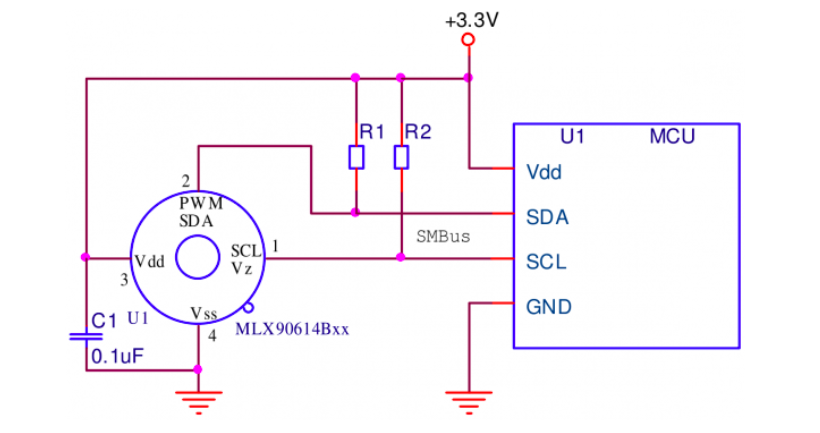 +3.3V
R1
R2
U1
MCU
2
PWM
SDA
Vdd
SDA
SMBus
SCL
Vz
1
Vdd
3
SCL
Vss
4
GND
C1
U1
MLX90614Bxx
0.1uF